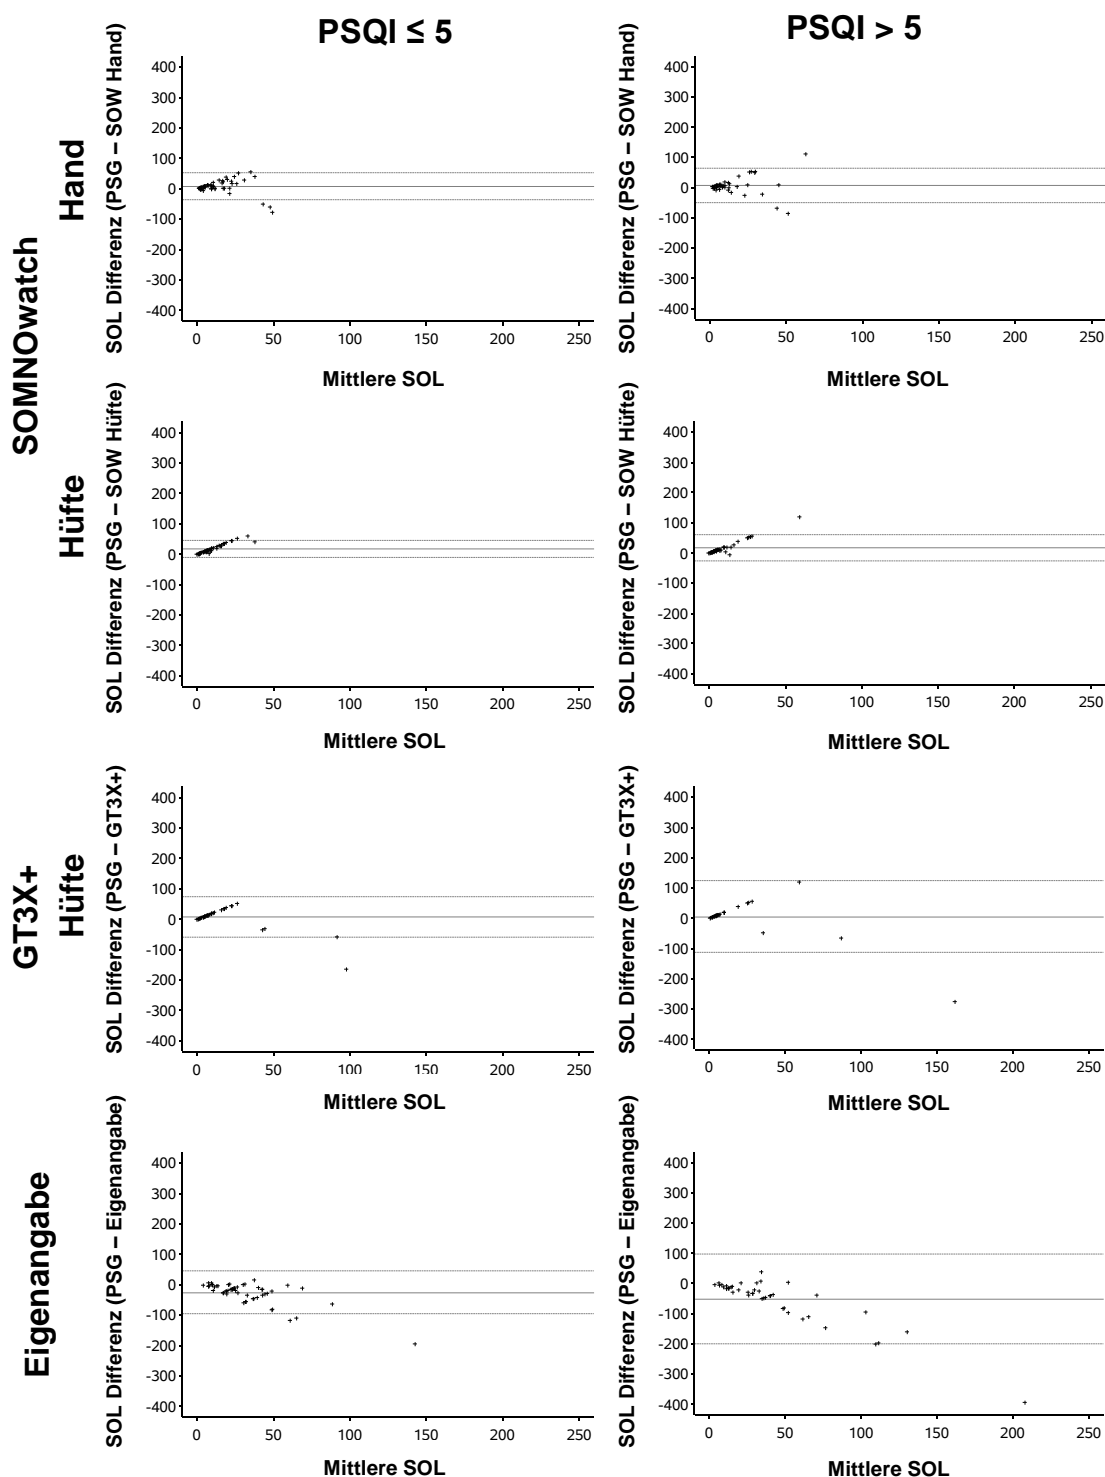 PSQI ≤ 5
PSQI > 5
SOMNOwatch
Hand
SOL Differenz (PSG – SOW Hand)
400
300
200
100
0
-100
-200
-300
-400
0 50 100 150 200 250
Mittlere SOL
SOL Differenz (PSG – SOW Hand)
400
300
200
100
0
-100
-200
-300
-400
0 50 100 150 200 250
Mittlere SOL
Hüfte
SOL Differenz (PSG – SOW Hüfte)
400
300
200
100
0
-100
-200
-300
-400
0 50 100 150 200 250
Mittlere SOL
SOL Differenz (PSG – SOW Hüfte)
400
300
200
100
0
-100
-200
-300
-400
0 50 100 150 200 250
Mittlere SOL
GT3X+
Hüfte
SOL Differenz (PSG – GT3X+)
400
300
200
100
0
-100
-200
-300
-400
0 50 100 150 200 250
Mittlere SOL
SOL Differenz (PSG – GT3X+)
400
300
200
100
0
-100
-200
-300
-400
0 50 100 150 200 250
Mittlere SOL
Eigenangabe
SOL Differenz (PSG – Eigenangabe)
400
300
200
100
0
-100
-200
-300
-400
0 50 100 150 200 250
Mittlere SOL
SOL Differenz (PSG – Eigenangabe)
400
300
200
100
0
-100
-200
-300
-400
0 50 100 150 200 250
Mittlere SOL